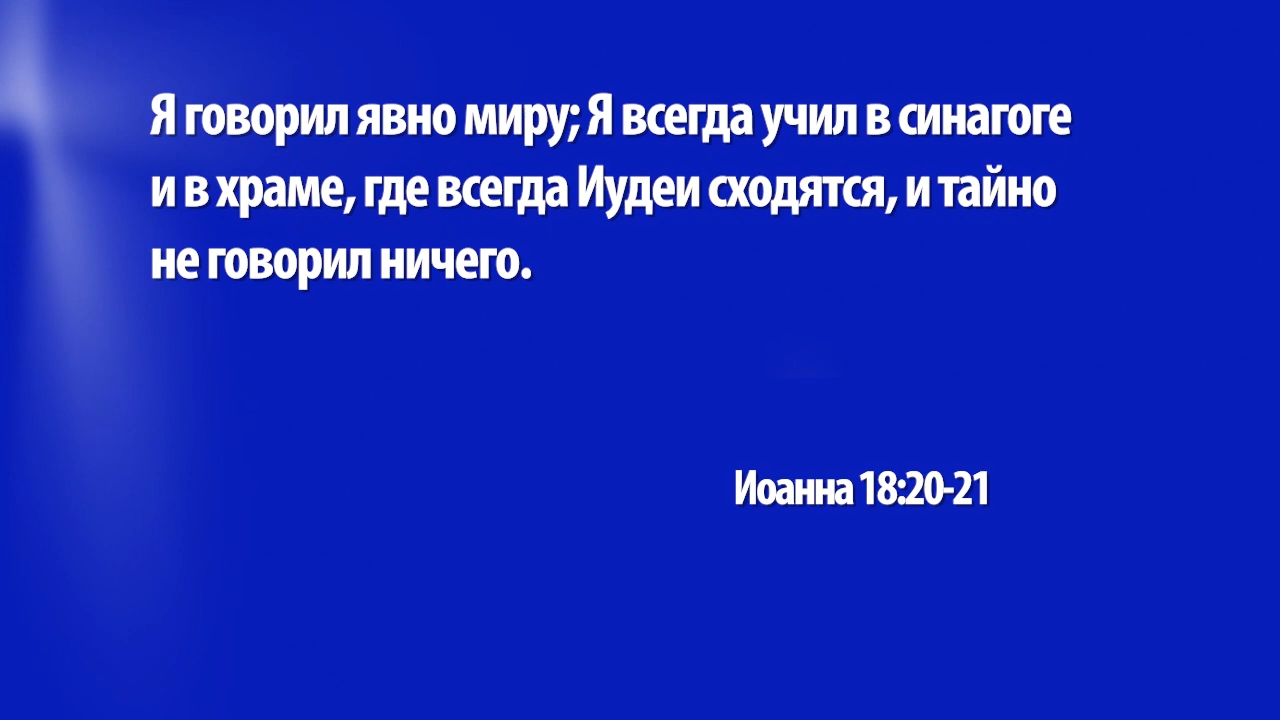 Я говорил явно миру; Я всегда учил в синагоге
и в храме, где всегда Иудеи сходятся, и тайно
не говорил ничего.
Иоанна 18:20-21